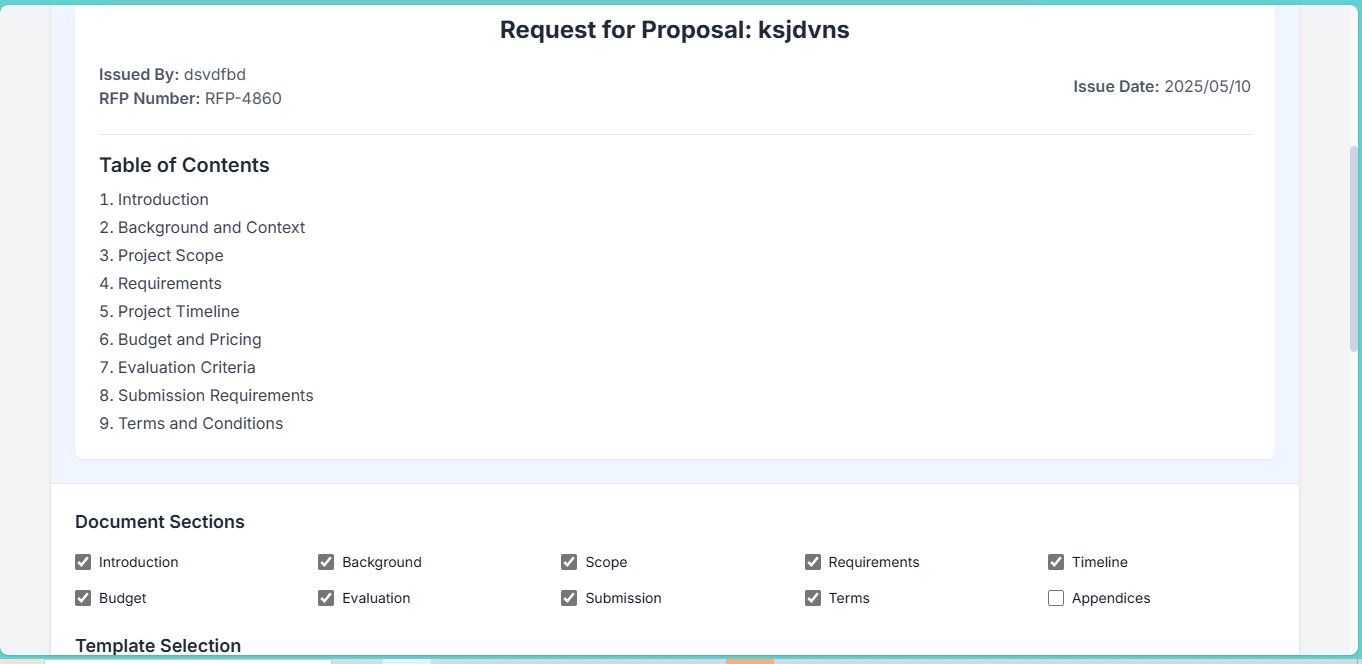 Request for Proposal: ksjdvns
Issued By: dsvdfbd
RFP Number: RFP-4860
Issue Date: 2025/05/10
Table of Contents
1. Introduction
2. Background and Context
3. Project Scope
4. Requirements
5. Project Timeline
6. Budget and Pricing
7. Evaluation Criteria
8. Submission Requirements
9. Terms and Conditions
Document Sections
Introduction Background Scope Requirements Timeline
Budget Evaluation Submission Terms Appendices
Template Selection